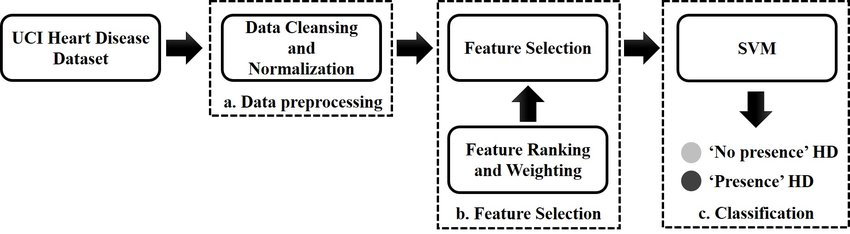 UCI Heart Disease
Dataset
Data Cleansing
and
Normalization
a. Data preprocessing
Feature Selection
Feature Ranking
and Weighting
b. Feature Selection
SVM
‘No presence’ HD
‘Presence’ HD
c. Classification